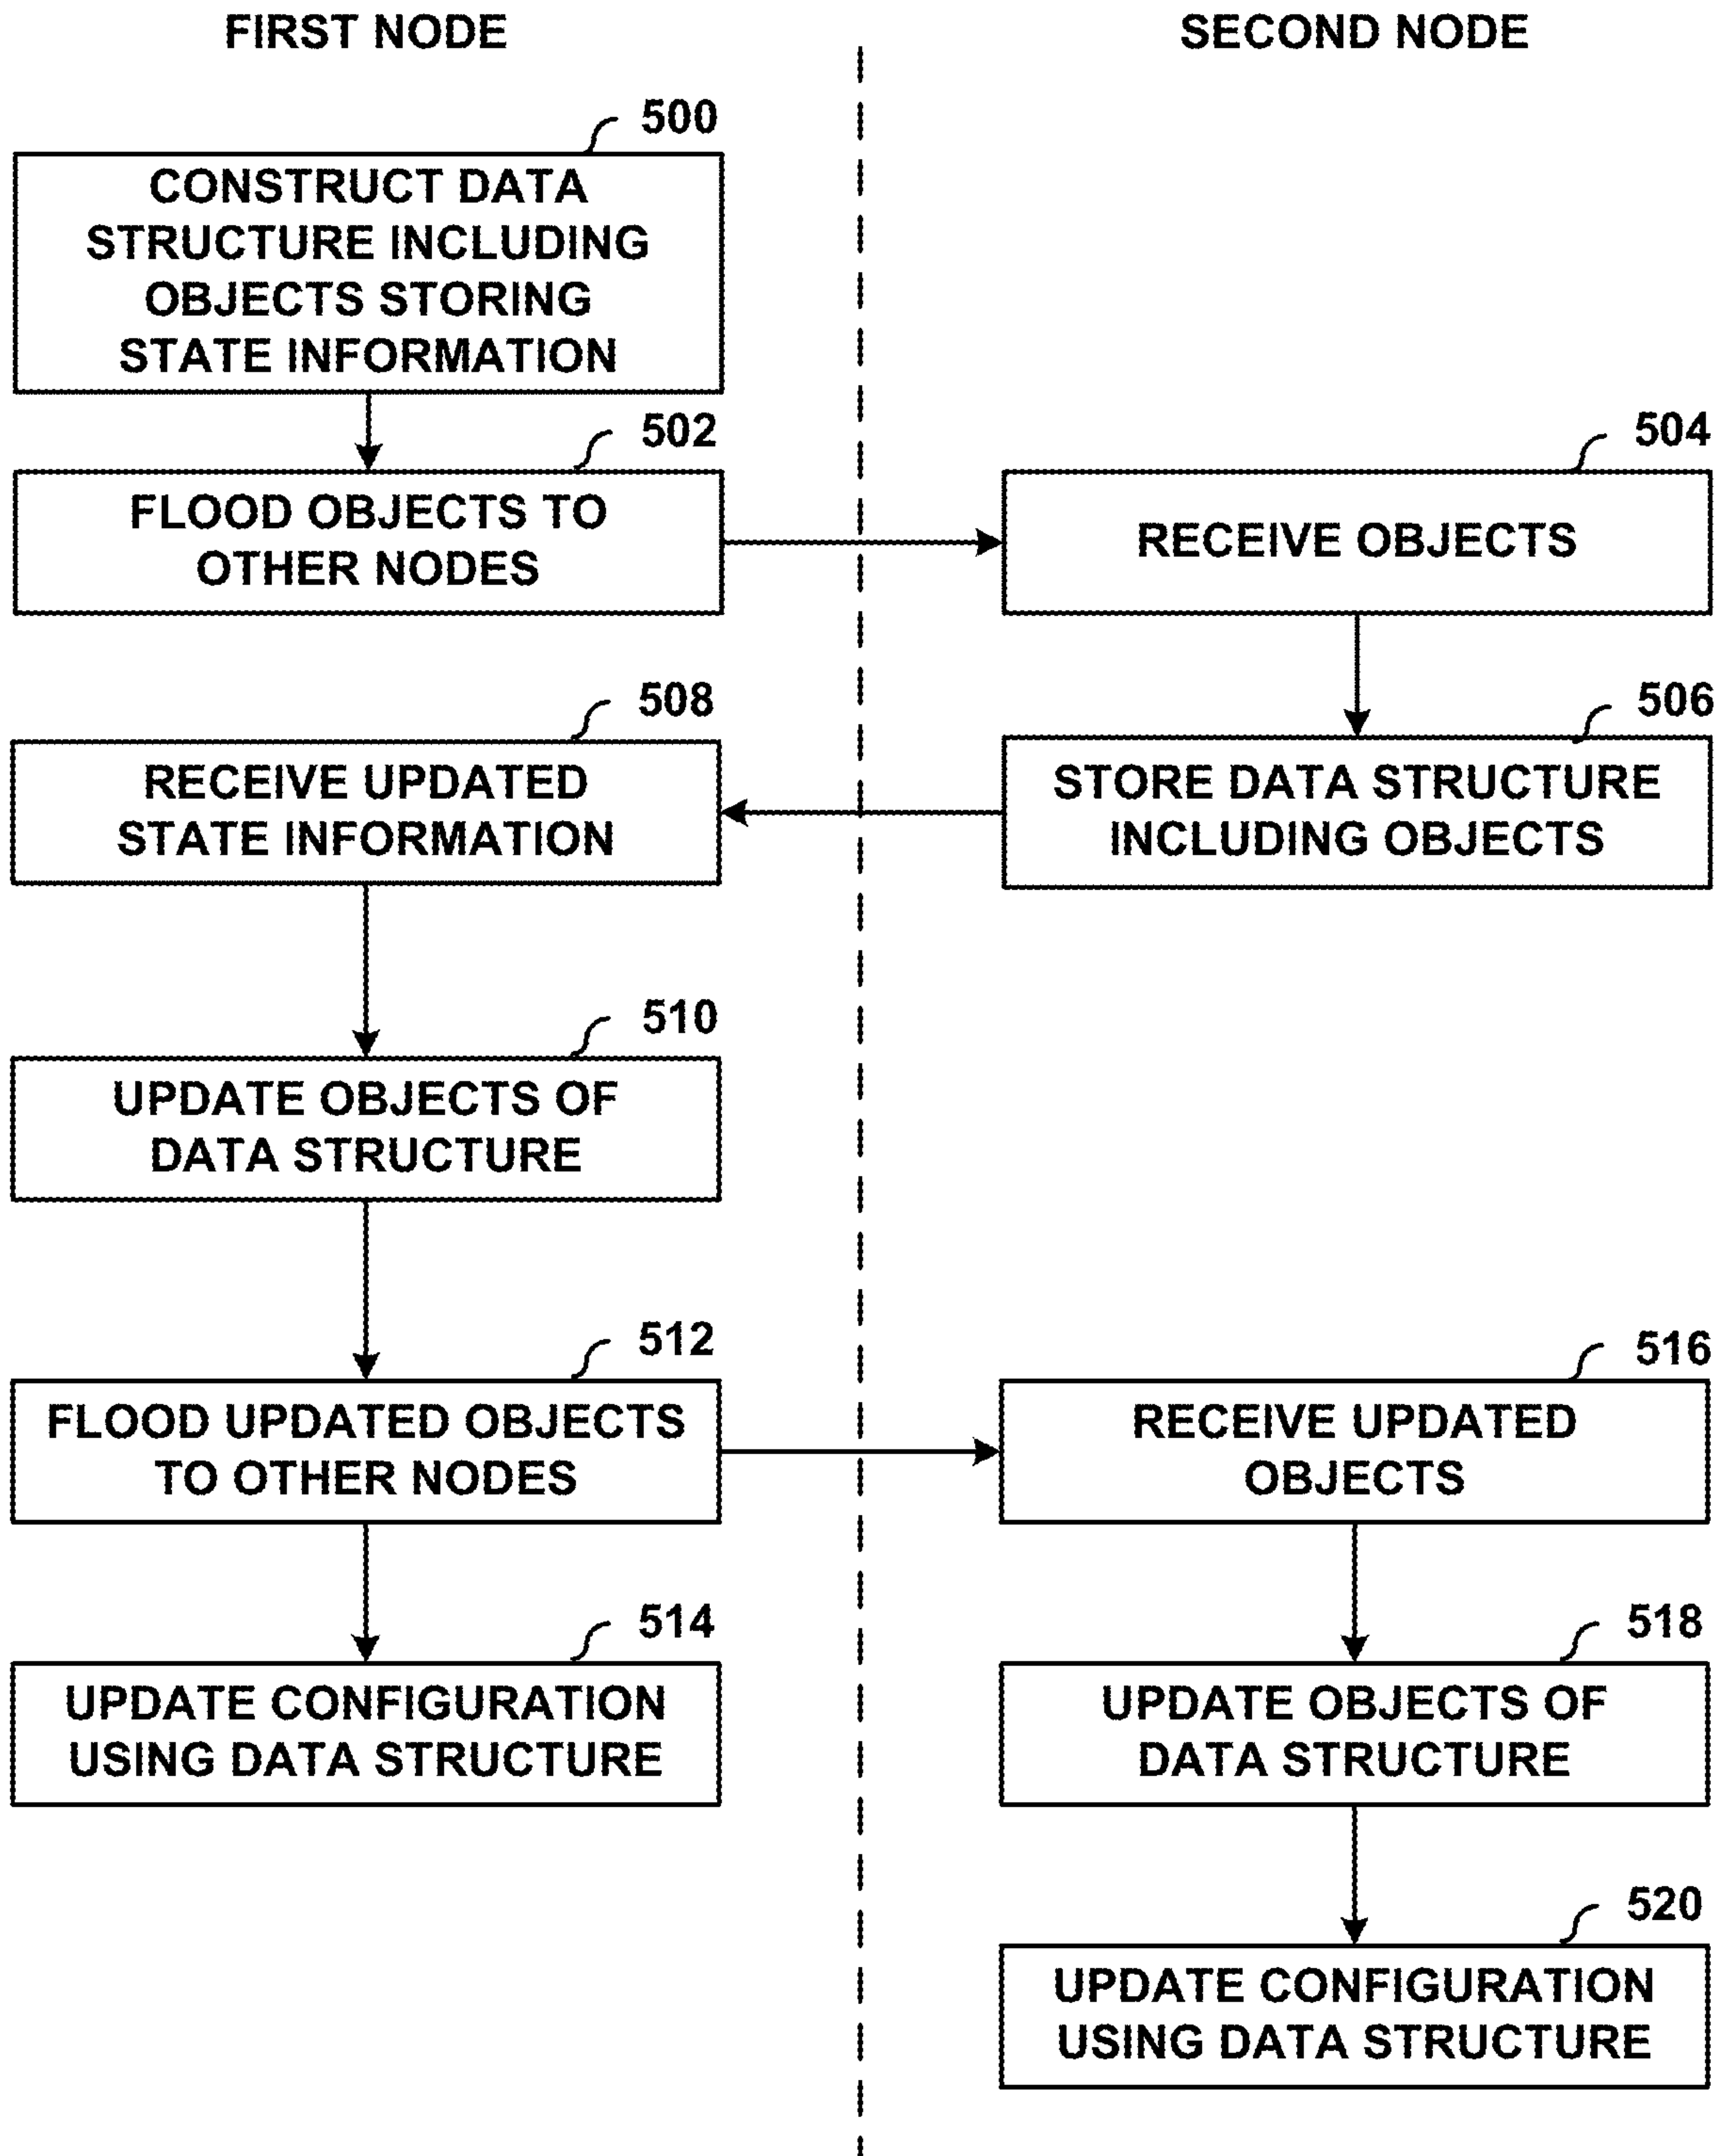 FIRST NODE
SECOND NODE
500
CONSTRUCT DATA
STRUCTURE INCLUDING
OBJECTS STORING
STATE INFORMATION
502
FLOOD OBJECTS TO
OTHER NODES
504
RECEIVE OBJECTS
506
STORE DATA STRUCTURE
INCLUDING OBJECTS
508
RECEIVE UPDATED
STATE INFORMATION
510
UPDATE OBJECTS OF
DATA STRUCTURE
512
FLOOD UPDATED OBJECTS
TO OTHER NODES
514
UPDATE CONFIGURATION
USING DATA STRUCTURE
516
RECEIVE UPDATED
OBJECTS
518
UPDATE OBJECTS OF
DATA STRUCTURE
520
UPDATE CONFIGURATION
USING DATA STRUCTURE